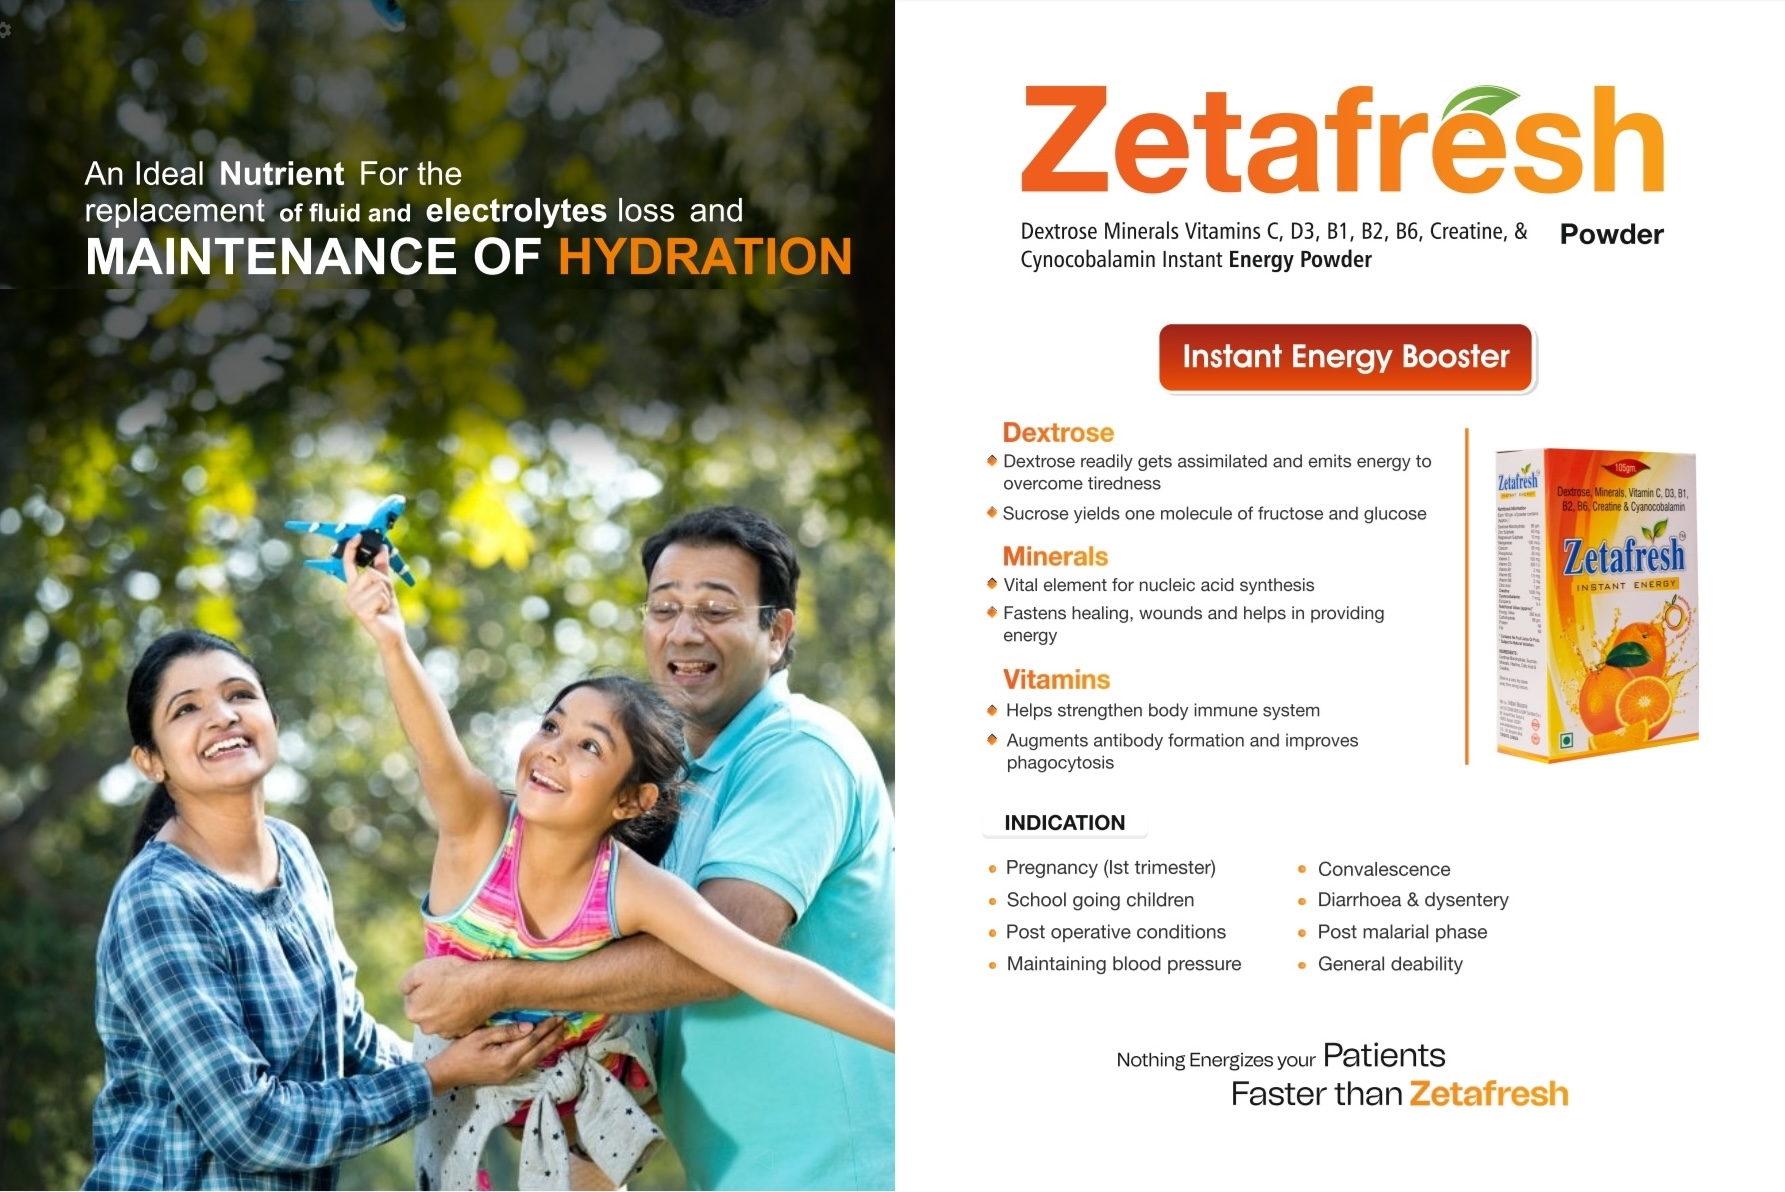 An Ideal Nutrient For the
replacement of fluid and electrolytes loss and
MAINTENANCE OF HYDRATION
Zetafresh
Dextrose Minerals Vitamins C, D3, B1, B2, B6, Creatine, &
Cynocobalamin Instant Energy Powder
Powder
Instant Energy Booster
Dextrose
Dextrose readily gets assimilated and emits energy to
overcome tiredness
Sucrose yields one molecule of fructose and glucose
Minerals
Vital element for nucleic acid synthesis
Fastens healing, wounds and helps in providing
energy
Vitamins
Helps strengthen body immune system
Augments antibody formation and improves
phagocytosis
105gm.
Dextrose, Minerals, Vitamin C, D3, B1,
B2, B6, Creatine & Cyanocobalamin
Zetafresh™
INSTANT ENERGY
Zetafresh
INSTANT ENERGY
INDICATION
Pregnancy (Ist trimester)
School going children
Post operative conditions
Maintaining blood pressure
Convalescence
Diarrhoea & dysentery
Post malarial phase
General deability
Nothing Energizes your Patients
Faster than Zetafresh